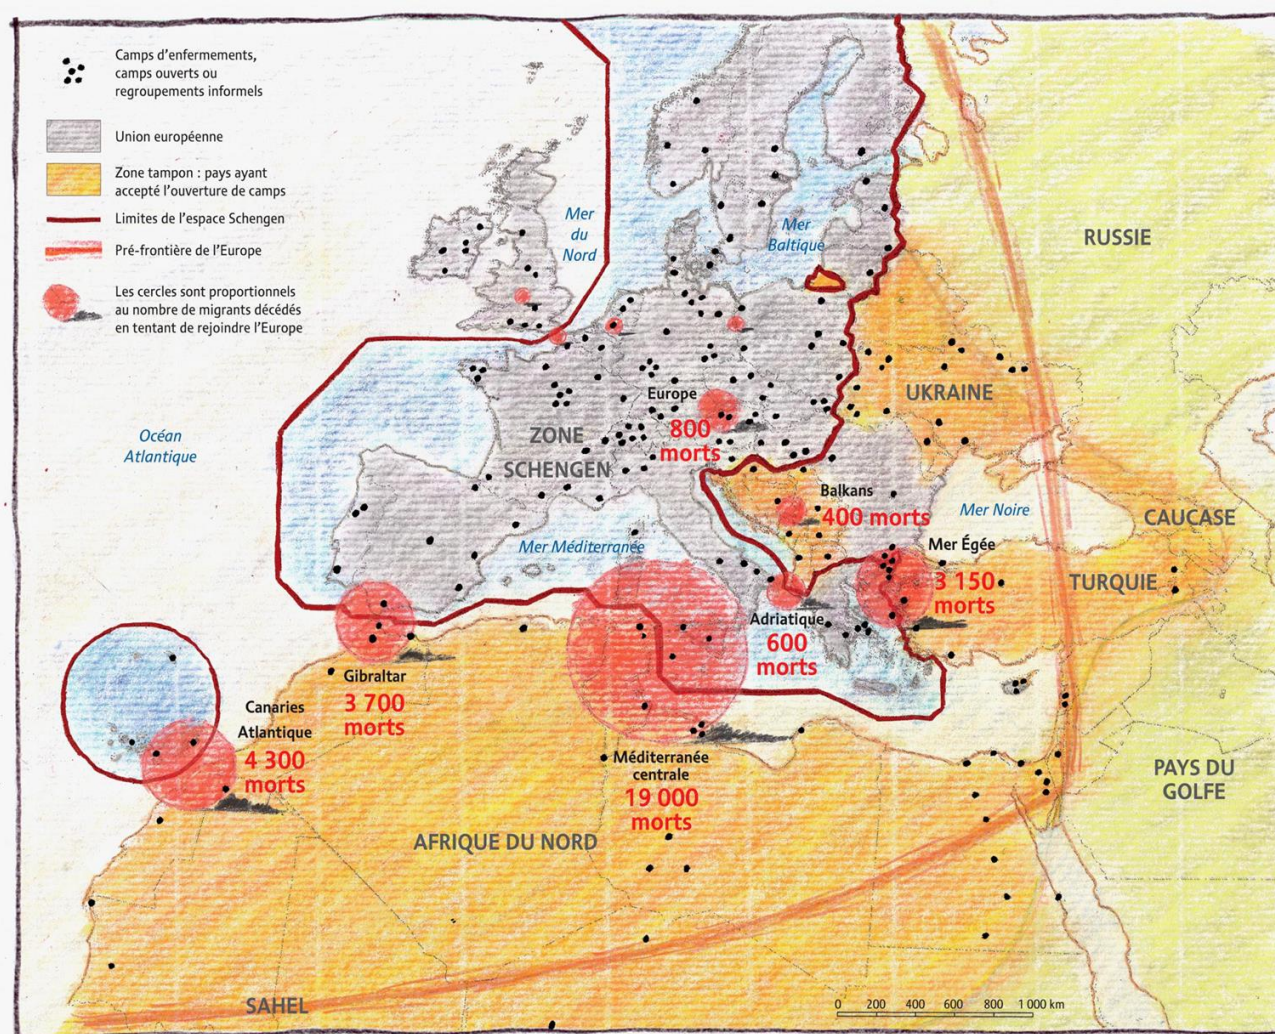 Camps d'enfermements,
camps ouverts ou
regroupements informels
Union européenne
Zone tampon : pays ayant
accepté l'ouverture de camps
Limites de l'espace Schengen
Pré-frontière de l'Europe
Les cercles sont proportionnels
au nombre de migrants décédés
en tentant de rejoindre l'Europe
Mer
du
Nord
Mer
Baltique
RUSSIE
Océan
Atlantique
Europe
800
morts
ZONE
SCHENGEN
UKRAINE
Balkans
400 morts
Mer Noire
CAUCASE
Mer Méditerranée
Mer Égée
3 150
morts
TURQUIE
Adriatique
600
morts
Gibraltar
3 700
morts
Canaries
Atlantique
4 300
morts
Méditerranée
centrale
19 000
morts
PAYS DU
GOLFE
AFRIQUE DU NORD
SAHEL
0 200 400 600 800 1 000 km